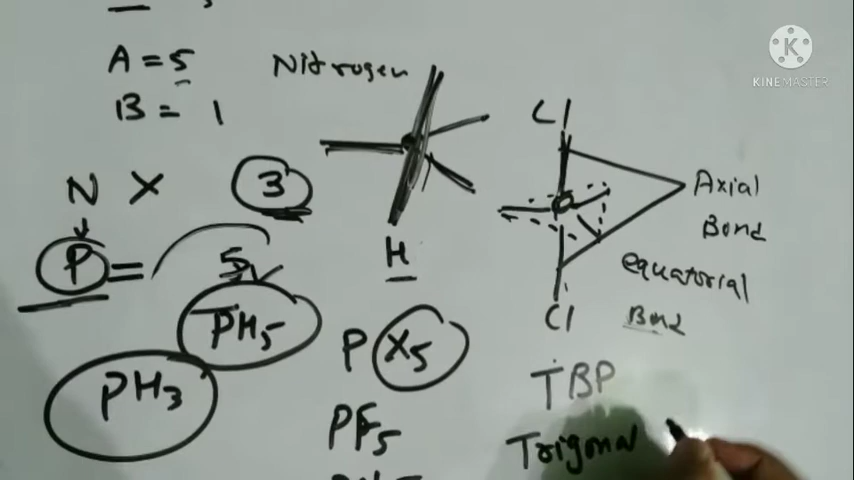 A = 5
B = 1
Nitrogen
N X 3
P = 5
PH5
PH3
H
P X5
PF5
Cl
Axial
Bond
equatorial
Bond
Cl
TBP
Trigonal
K
KINEMASTER